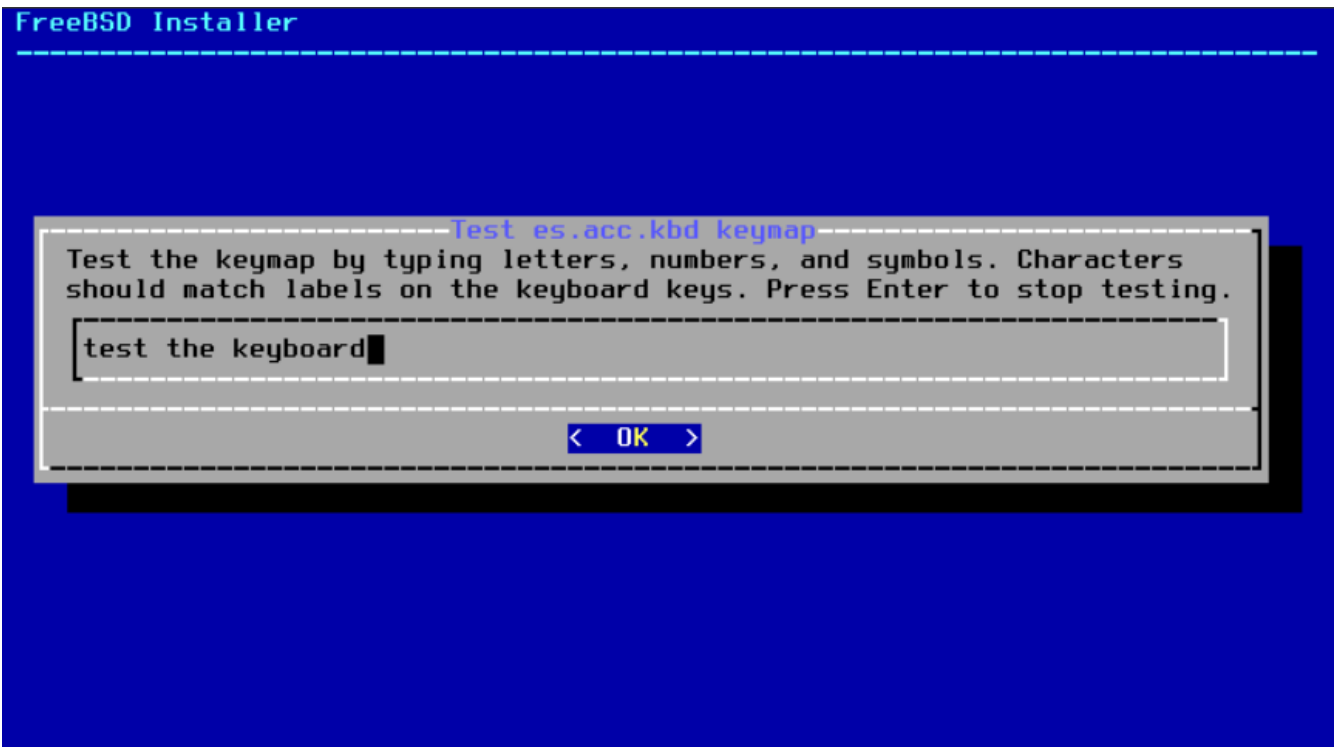 FreeBSD Installer
Test es.acc.kbd keymap
Test the keymap by typing letters, numbers, and symbols. Characters
should match labels on the keyboard keys. Press Enter to stop testing.
test the keyboard
< OK >